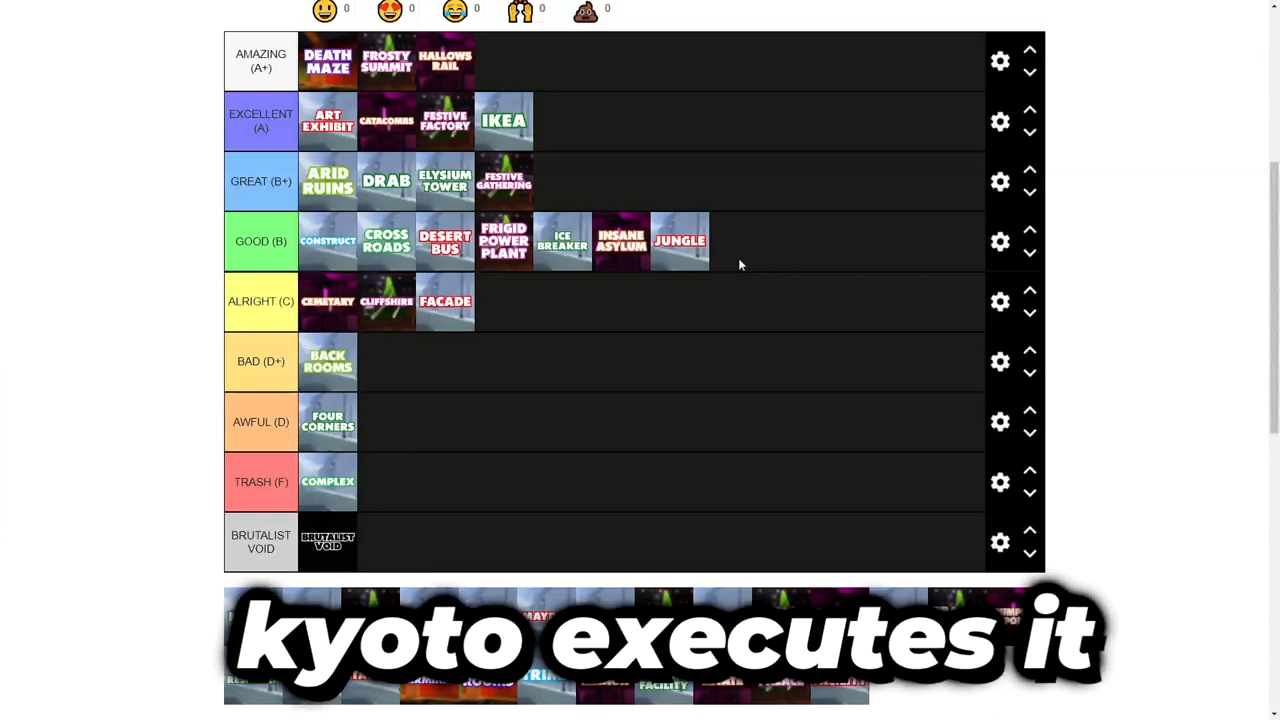 0 0 0 0 0
AMAZING
(A+)
DEATH
MAZE
FROSTY
SUMMIT
HALLOWS
RAIL
EXCELLENT
(A)
ART
EXHIBIT
CATACOMBS
FESTIVE
FACTORY
IKEA
GREAT (B+)
ARID
RUINS
DRAB
ELYSIUM
TOWER
FESTIVE
GATHERING
GOOD (B)
CONSTRUCT
CROSS
ROADS
DESERT
BUS
FRIGID
POWER
PLANT
ICE
BREAKER
INSANE
ASYLUM
JUNGLE
ALRIGHT (C)
CEMETARY
CLIFFSHIRE
FACADE
BAD (D+)
BACK
ROOMS
AWFUL (D)
FOUR
CORNERS
TRASH (F)
COMPLEX
BRUTALIST
VOID
BRUTALIST
VOID
kyoto executes it
FACILITY